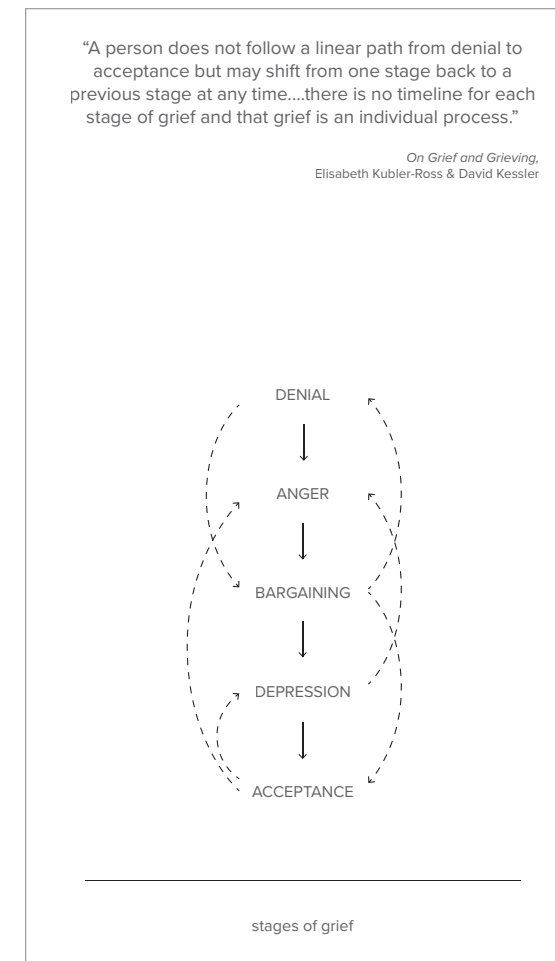 “A person does not follow a linear path from denial to
acceptance but may shift from one stage back to a
previous stage at any time....there is no timeline for each
stage of grief and that grief is an individual process.”
On Grief and Grieving,
Elisabeth Kubler-Ross & David Kessler
DENIAL
ANGER
BARGAINING
DEPRESSION
ACCEPTANCE
stages of grief